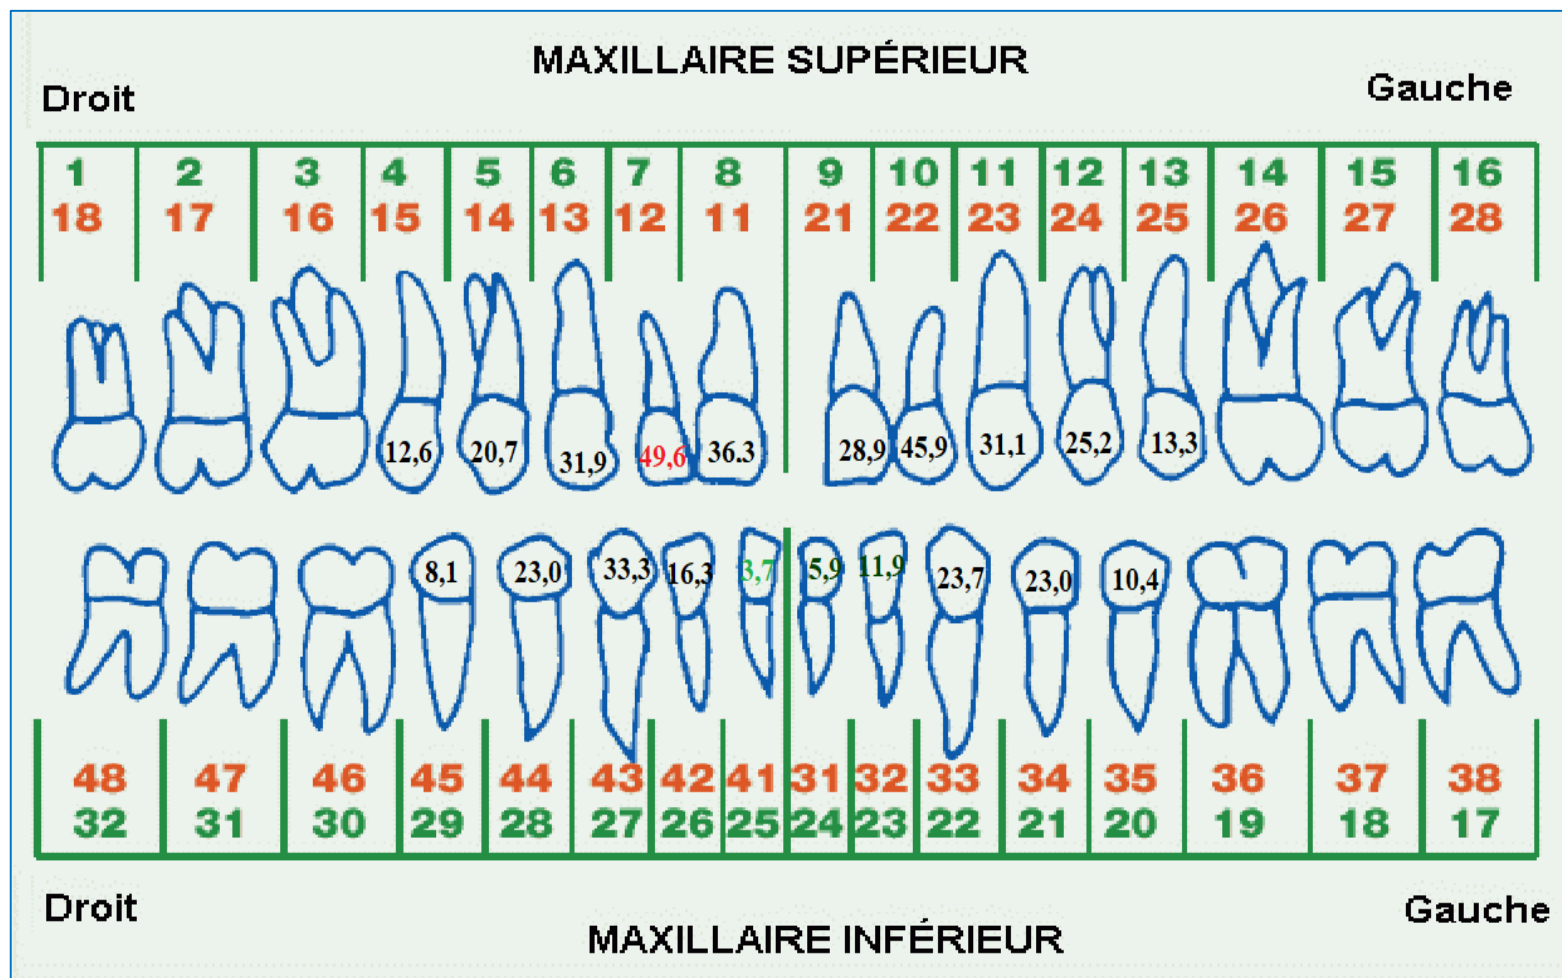 MAXILLAIRE SUPÉRIEUR
Droit Gauche
1 2 3 4 5 6 7 8 9 10 11 12 13 14 15 16
18 17 16 15 14 13 12 11 21 22 23 24 25 26 27 28
12,6 20,7 31,9 49,6 36.3 28,9 45,9 31,1 25,2 13,3
8,1 23,0 33,3 16,3 3,7 5,9 11,9 23,7 23,0 10,4
48 47 46 45 44 43 42 41 31 32 33 34 35 36 37 38
32 31 30 29 28 27 26 25 24 23 22 21 20 19 18 17
Droit Gauche
MAXILLAIRE INFÉRIEUR